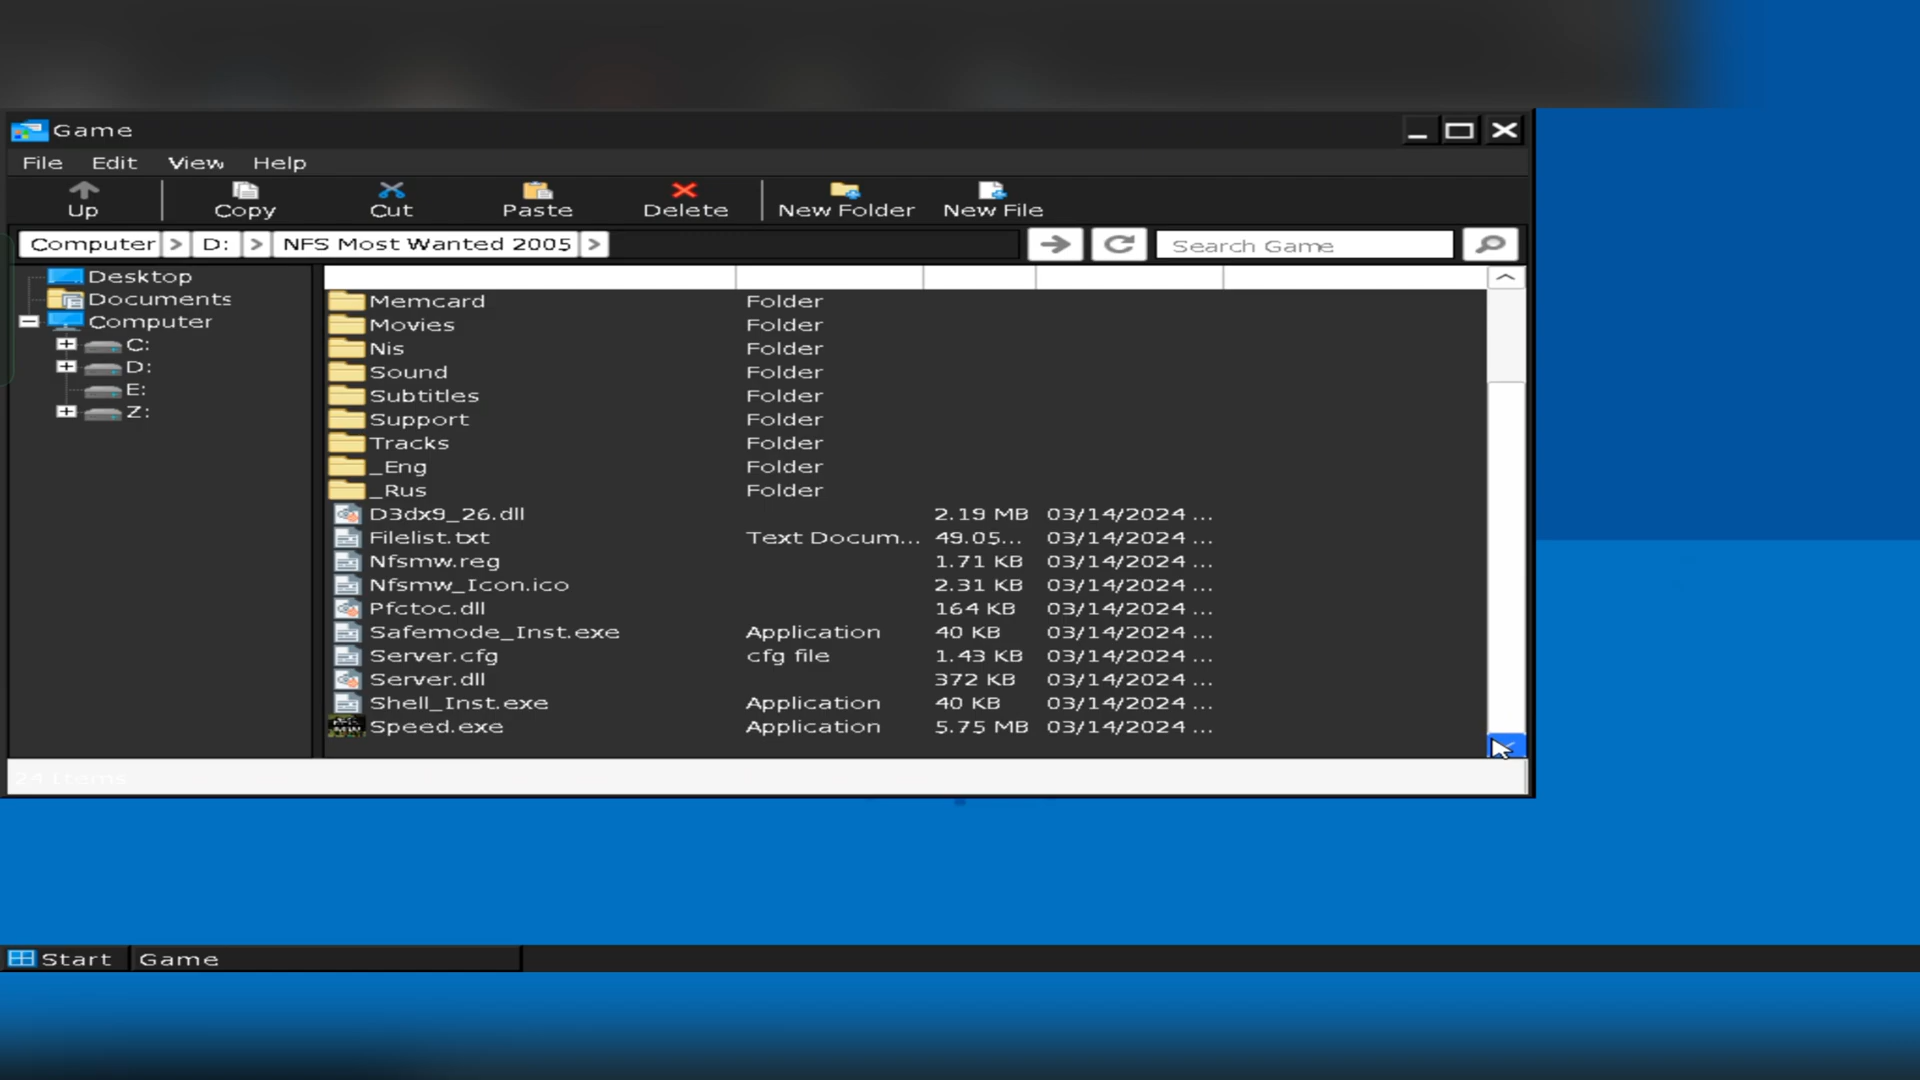 Game
File Edit View Help
Up Copy Cut Paste Delete New Folder New File
Computer > D: > NFS Most Wanted 2005 > Search Game
Desktop
Documents
Computer
C:
D:
E:
Z:
Memcard Folder
Movies Folder
Nis Folder
Sound Folder
Subtitles Folder
Support Folder
Tracks Folder
_Eng Folder
_Rus Folder
D3dx9_26.dll 2.19 MB 03/14/2024 ...
Filelist.txt Text Docum... 49.05... 03/14/2024 ...
Nfsmw.reg 1.71 KB 03/14/2024 ...
Nfsmw_Icon.ico 2.31 KB 03/14/2024 ...
Pfctoc.dll 164 KB 03/14/2024 ...
Safemode_Inst.exe Application 40 KB 03/14/2024 ...
Server.cfg cfg file 1.43 KB 03/14/2024 ...
Server.dll 372 KB 03/14/2024 ...
Shell_Inst.exe Application 40 KB 03/14/2024 ...
Speed.exe Application 5.75 MB 03/14/2024 ...
24 Items
Start Game